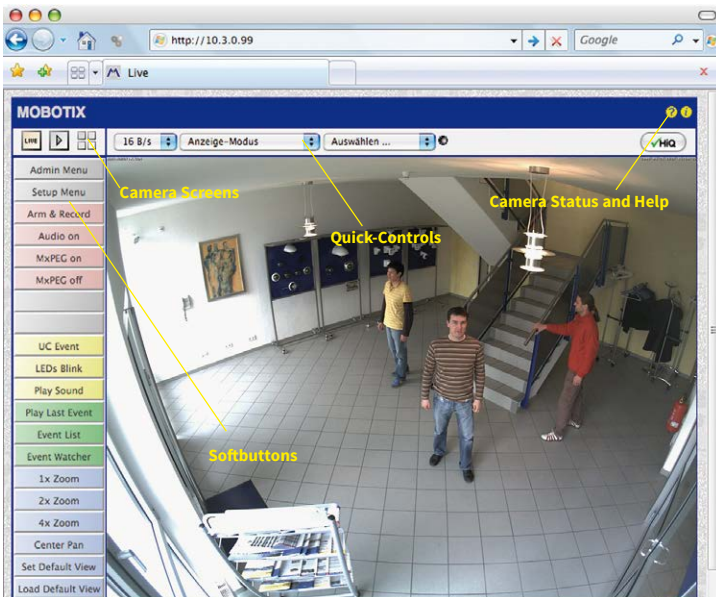 http://10.3.0.99
Google
Live
MOBOTIX
LIVE
16 B/s
Anzeige-Modus
Auswählen ...
HiQ
Admin Menu
Setup Menu
Arm & Record
Audio on
MxPEG on
MxPEG off
UC Event
LEDs Blink
Play Sound
Play Last Event
Event List
Event Watcher
1x Zoom
2x Zoom
4x Zoom
Center Pan
Set Default View
Load Default View
Camera Screens
Quick-Controls
Camera Status and Help
Softbuttons